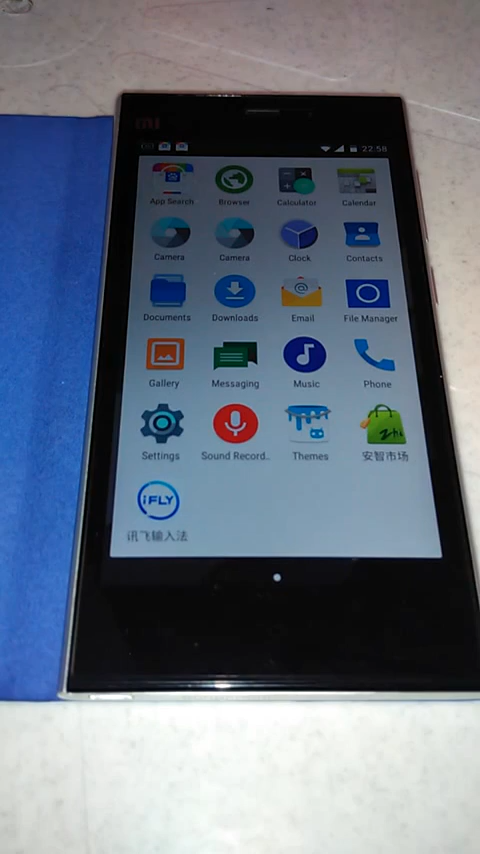 mi
22:58
App Search Browser Calculator Calendar
Camera Camera Clock Contacts
Documents Downloads Email File Manager
@
Gallery Messaging Music Phone
Zhi
Settings Sound Record.. Themes 安智市场
iFLY
讯飞输入法